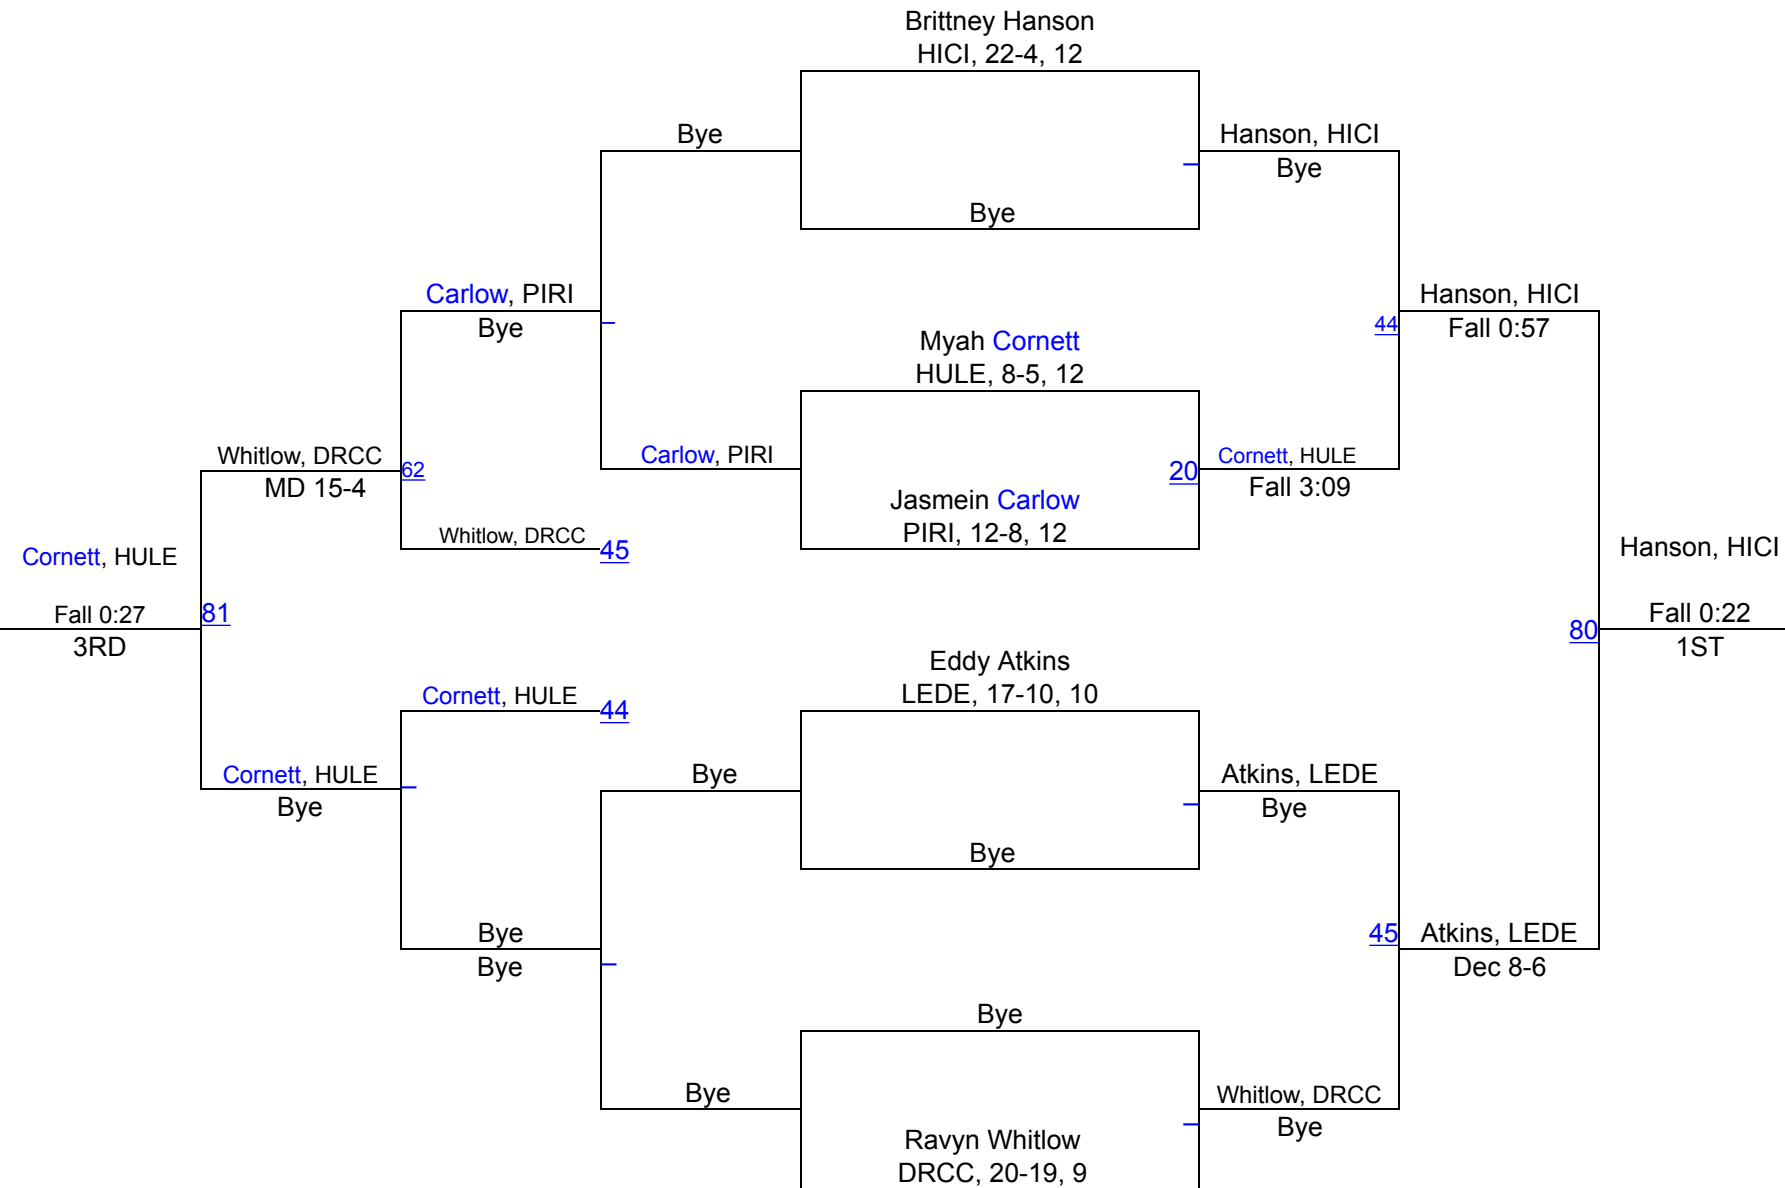 Brittney Hanson
HICI, 22-4, 12
Bye
Hanson, HICI
Bye
Bye
Carlow, PIRI
Bye
Hanson, HICI
44
Fall 0:57
Myah Cornett
HULE, 8-5, 12
Whitlow, DRCC
62
MD 15-4
Carlow, PIRI
20
Cornett, HULE
Fall 3:09
Jasmein Carlow
PIRI, 12-8, 12
Whitlow, DRCC
45
Cornett, HULE
Hanson, HICI
Fall 0:27
81
3RD
Fall 0:22
80
1ST
Eddy Atkins
LEDE, 17-10, 10
Cornett, HULE
44
Cornett, HULE
Bye
Bye
Atkins, LEDE
Bye
Bye
Bye
Bye
45
Atkins, LEDE
Dec 8-6
Bye
Bye
Whitlow, DRCC
Bye
Ravyn Whitlow
DRCC, 20-19, 9